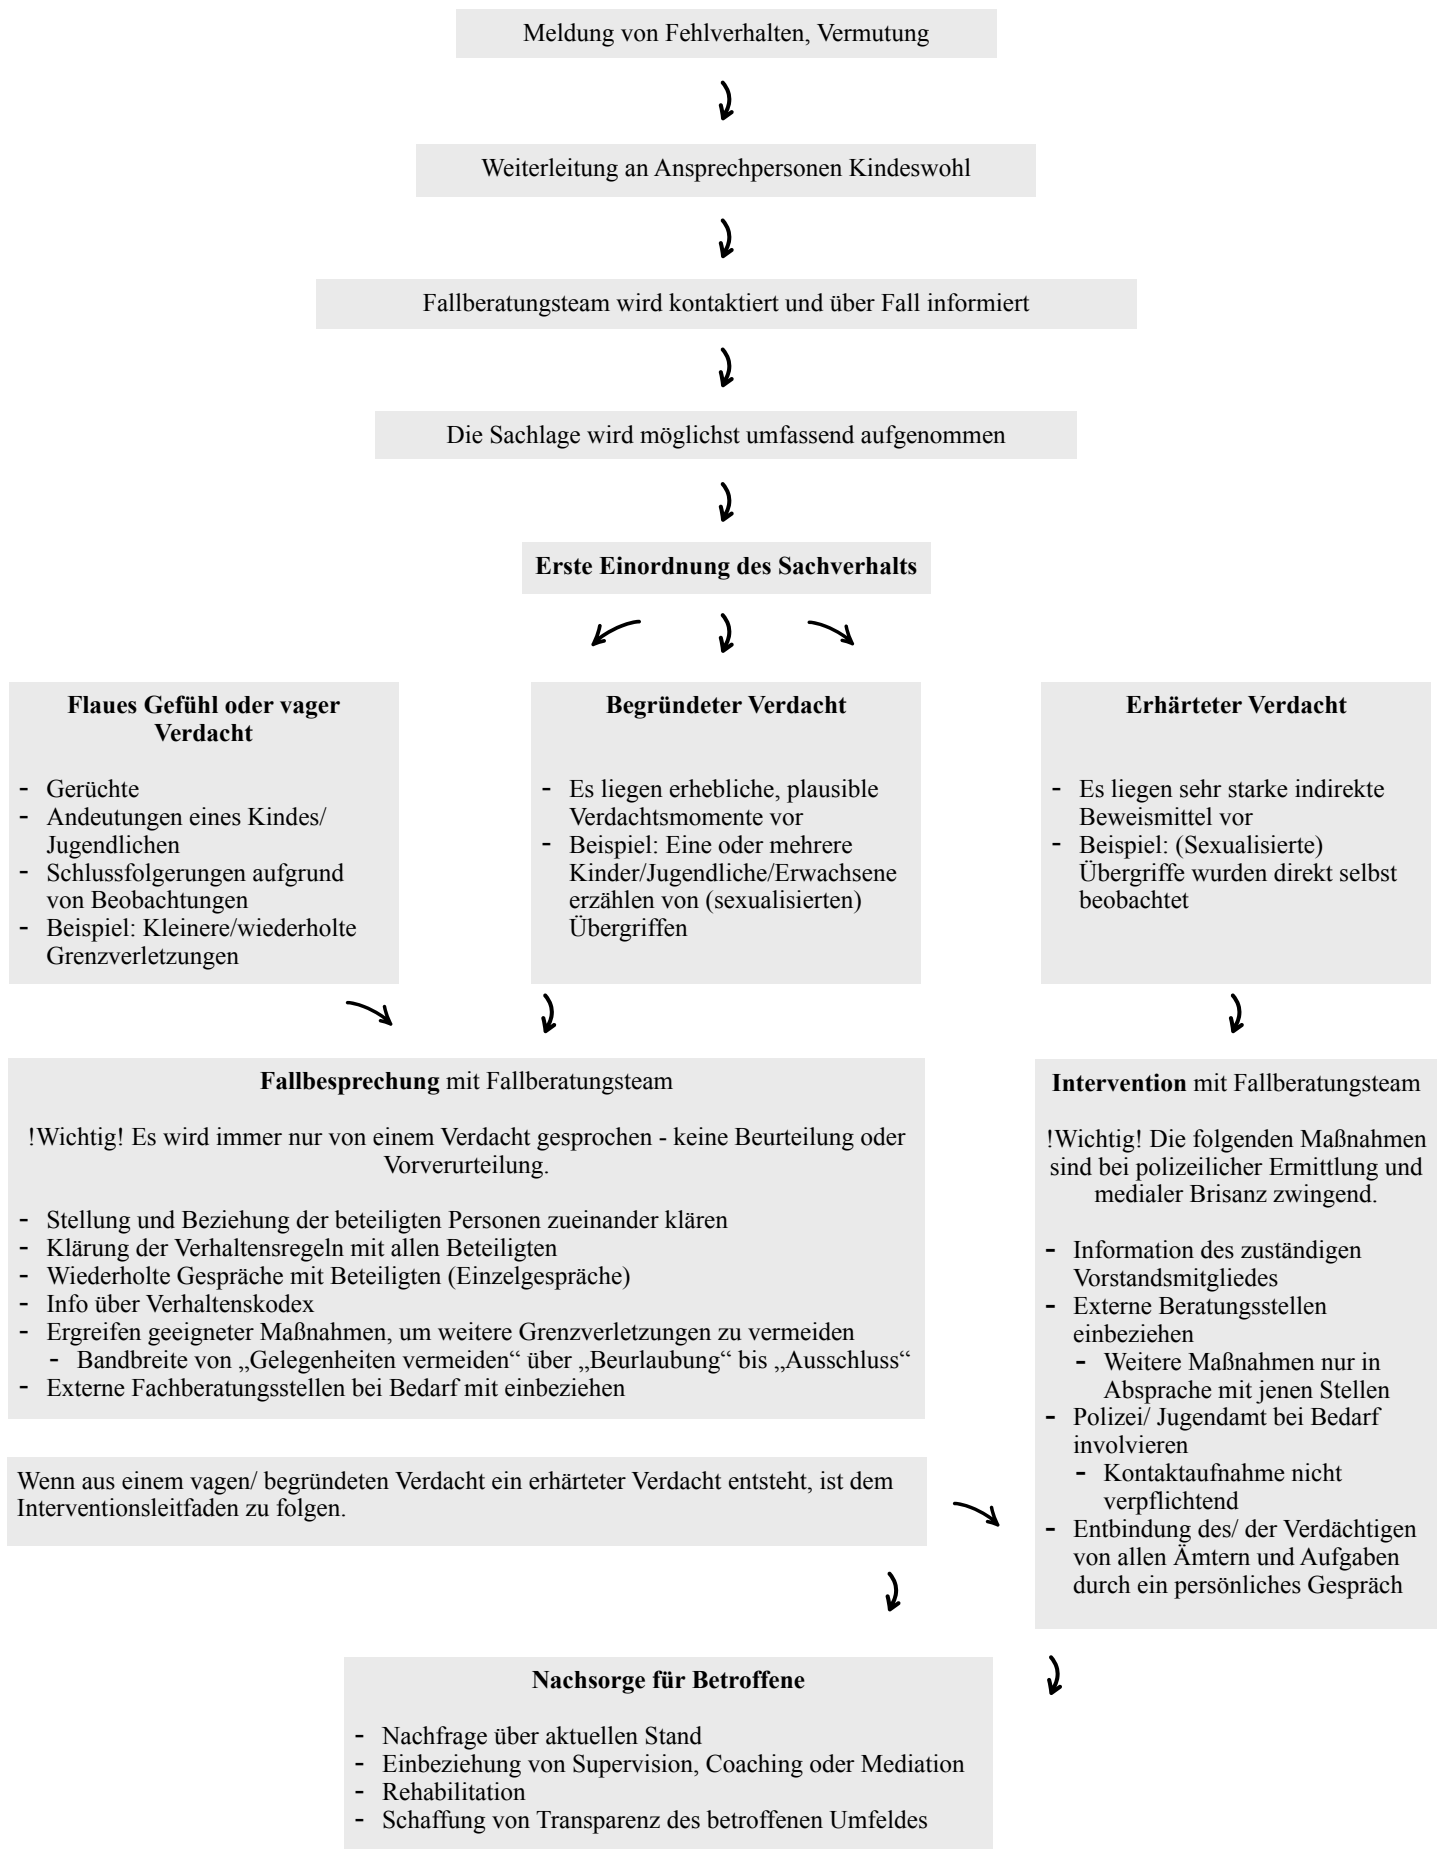 Meldung von Fehlverhalten, Vermutung
Weiterleitung an Ansprechpersonen Kindeswohl
Fallberatungsteam wird kontaktiert und über Fall informiert
Die Sachlage wird möglichst umfassend aufgenommen
Erste Einordnung des Sachverhalts
Flaues Gefühl oder vager
Verdacht
- Gerüchte
- Andeutungen eines Kindes/
Jugendlichen
- Schlussfolgerungen aufgrund
von Beobachtungen
- Beispiel: Kleinere/wiederholte
Grenzverletzungen
Begründeter Verdacht
- Es liegen erhebliche, plausible
Verdachtsmomente vor
- Beispiel: Eine oder mehrere
Kinder/Jugendliche/Erwachsene
erzählen von (sexualisierten)
Übergriffen
Erhärteter Verdacht
- Es liegen sehr starke indirekte
Beweismittel vor
- Beispiel: (Sexualisierte)
Übergriffe wurden direkt selbst
beobachtet
Fallbesprechung mit Fallberatungsteam
!Wichtig! Es wird immer nur von einem Verdacht gesprochen - keine Beurteilung oder
Vorverurteilung.
- Stellung und Beziehung der beteiligten Personen zueinander klären
- Klärung der Verhaltensregeln mit allen Beteiligten
- Wiederholte Gespräche mit Beteiligten (Einzelgespräche)
- Info über Verhaltenskodex
- Ergreifen geeigneter Maßnahmen, um weitere Grenzverletzungen zu vermeiden
- Bandbreite von „Gelegenheiten vermeiden“ über „Beurlaubung“ bis „Ausschluss“
- Externe Fachberatungsstellen bei Bedarf mit einbeziehen
Wenn aus einem vagen/ begründeten Verdacht ein erhärteter Verdacht entsteht, ist dem
Interventionsleitfaden zu folgen.
Intervention mit Fallberatungsteam
!Wichtig! Die folgenden Maßnahmen
sind bei polizeilicher Ermittlung und
medialer Brisanz zwingend.
- Information des zuständigen
Vorstandsmitgliedes
- Externe Beratungsstellen
einbeziehen
- Weitere Maßnahmen nur in
Absprache mit jenen Stellen
- Polizei/ Jugendamt bei Bedarf
involvieren
- Kontaktaufnahme nicht
verpflichtend
- Entbindung des/ der Verdächtigen
von allen Ämtern und Aufgaben
durch ein persönliches Gespräch
Nachsorge für Betroffene
- Nachfrage über aktuellen Stand
- Einbeziehung von Supervision, Coaching oder Mediation
- Rehabilitation
- Schaffung von Transparenz des betroffenen Umfeldes